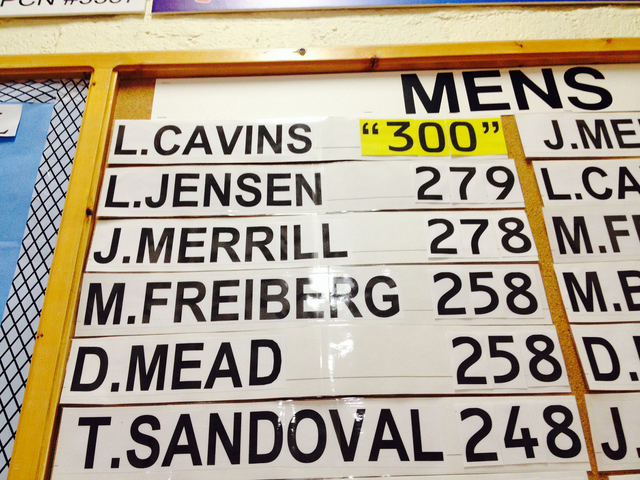 MENS
L.CAVINS "300"
L.JENSEN 279
J.MERRILL 278
M.FREIBERG 258
D.MEAD 258
T.SANDOVAL 248